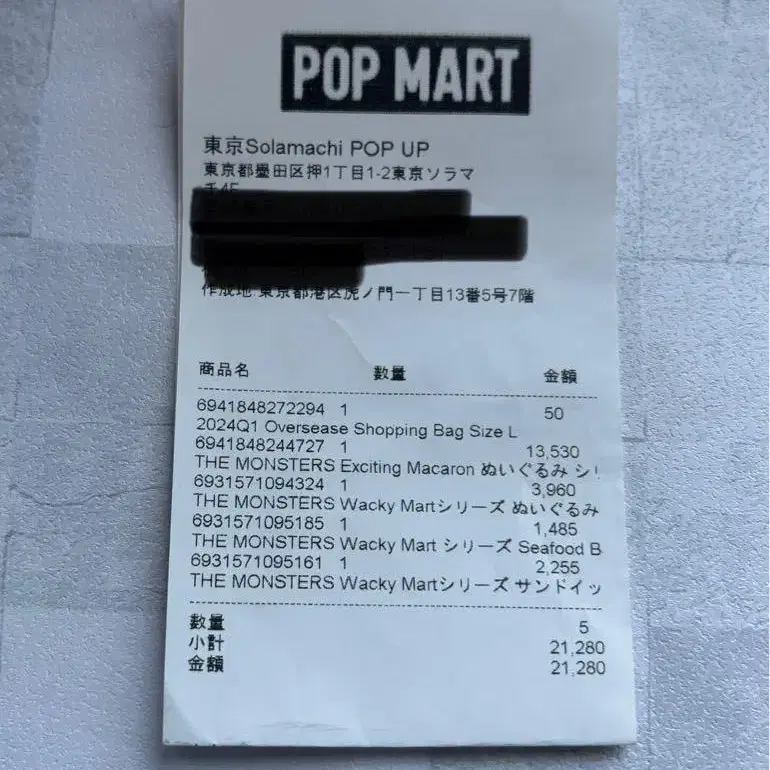 POP MART
東京Solamachi POP UP
東京都墨田区押1丁目1-2東京ソラマ
チ4F
作成地:東京都港区虎ノ門一丁目13番5号7階
商品名 数量 金額
6941848272294 1 50
2024Q1 Oversease Shopping Bag Size L
6941848244727 1 13,530
THE MONSTERS Exciting Macaron ぬいぐるみ シリ
6931571094324 1 3,960
THE MONSTERS Wacky Martシリーズ ぬいぐるみ
6931571095185 1 1,485
THE MONSTERS Wacky Mart シリーズ Seafood B
6931571095161 1 2,255
THE MONSTERS Wacky Martシリーズ サンドイッ
数量 5
小計 21,280
金額 21,280